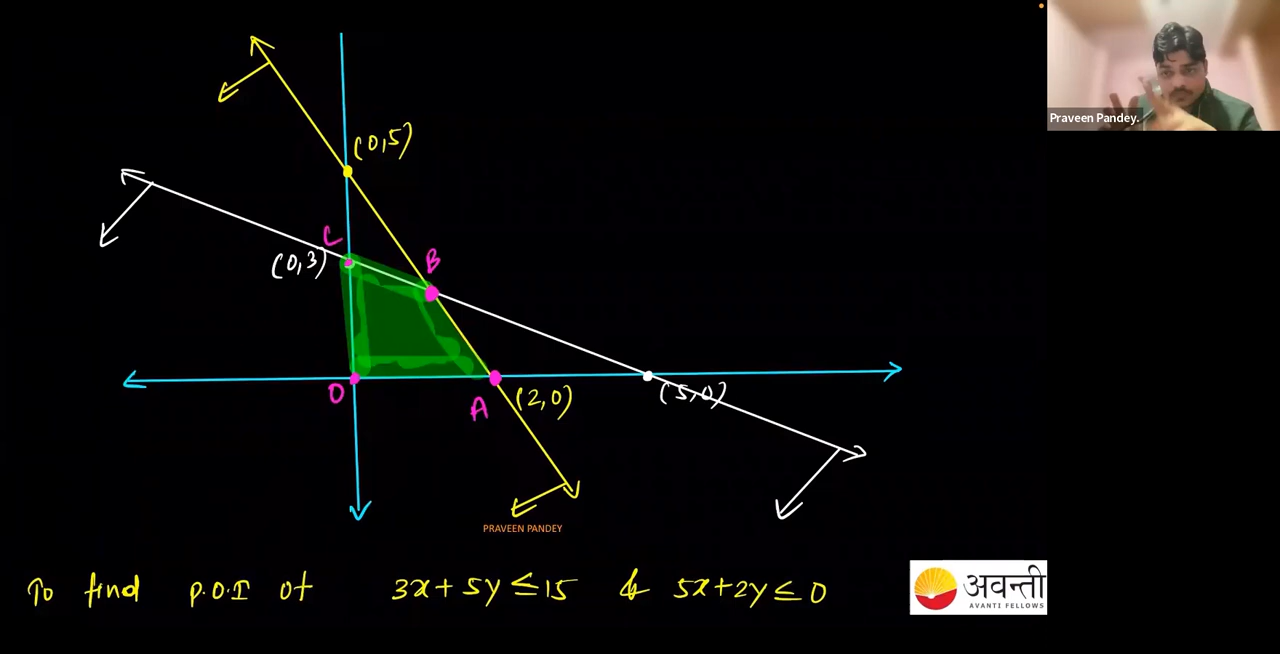 Praveen Pandey.
(0,5)
C
(0,3)
B
O
A
(2,0)
(5,0)
PRAVEEN PANDEY
To find P.O.I of 3x + 5y ≤ 15 & 5x + 2y ≤ 0
अवन्ती
AVANTI FELLOWS